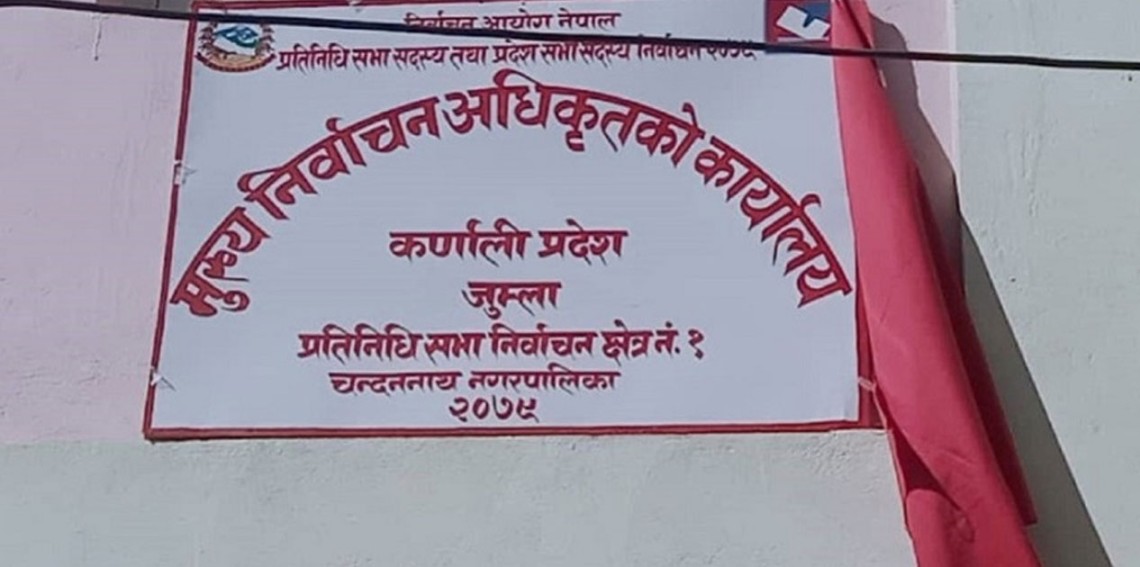 निर्वाचन आयोग नेपाल
प्रतिनिधि सभा सदस्य तथा प्रदेश सभा सदस्य निर्वाचन २०७९
मुख्य निर्वाचन अधिकृतको कार्यालय
कर्णाली प्रदेश
जुम्ला
प्रतिनिधि सभा निर्वाचन क्षेत्र नं. १
चन्दननाथ नगरपालिका
२०७९